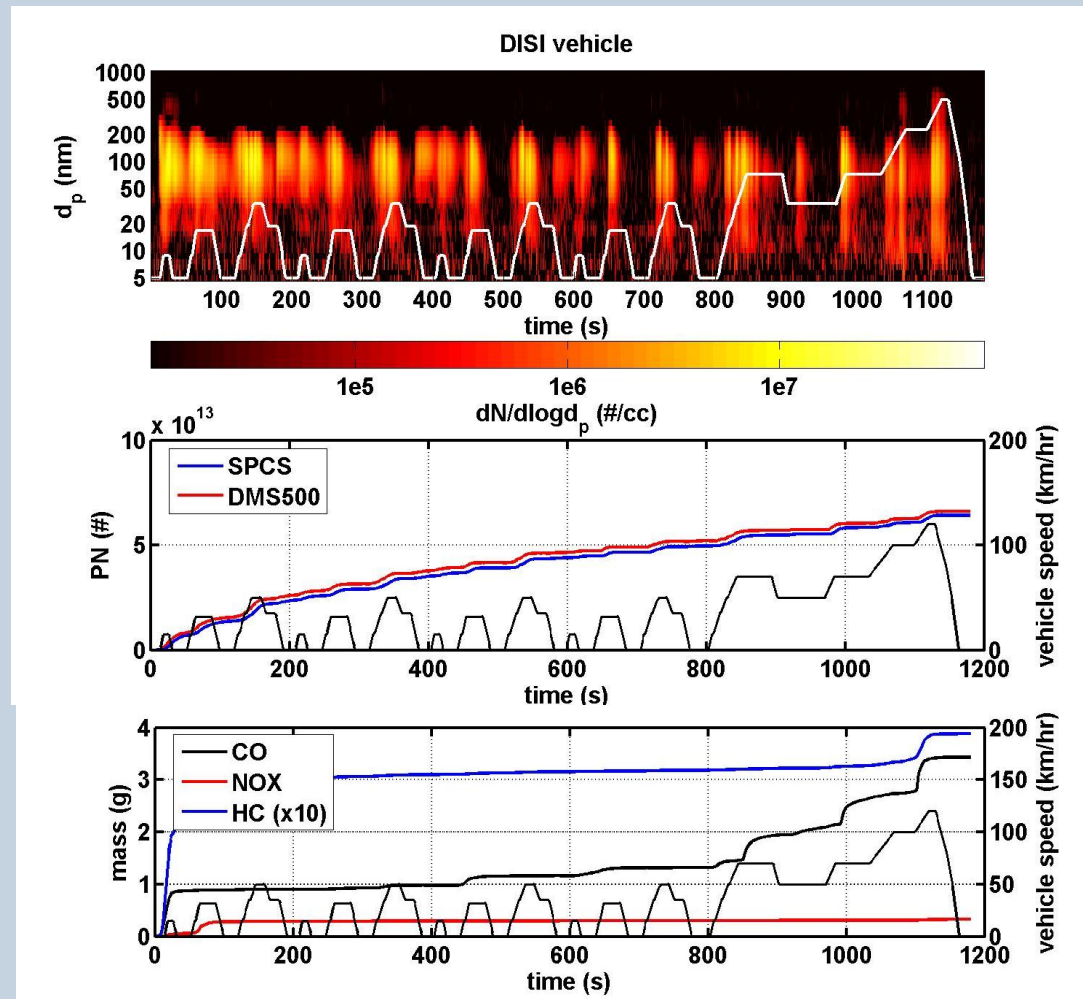 DISI vehicle
1000
500
200
100
50
20
10
5
d_p (nm)
100 200 300 400 500 600 700 800 900 1000 1100
time (s)
1e5 1e6 1e7
dN/dlogd_p (#/cc)
x 10^13
10
5
0
PN (#)
SPCS
DMS500
200
150
100
50
0
vehicle speed (km/hr)
0 200 400 600 800 1000 1200
time (s)
4
3
2
1
0
mass (g)
CO
NOX
HC (x10)
200
150
100
50
0
vehicle speed (km/hr)
0 200 400 600 800 1000 1200
time (s)